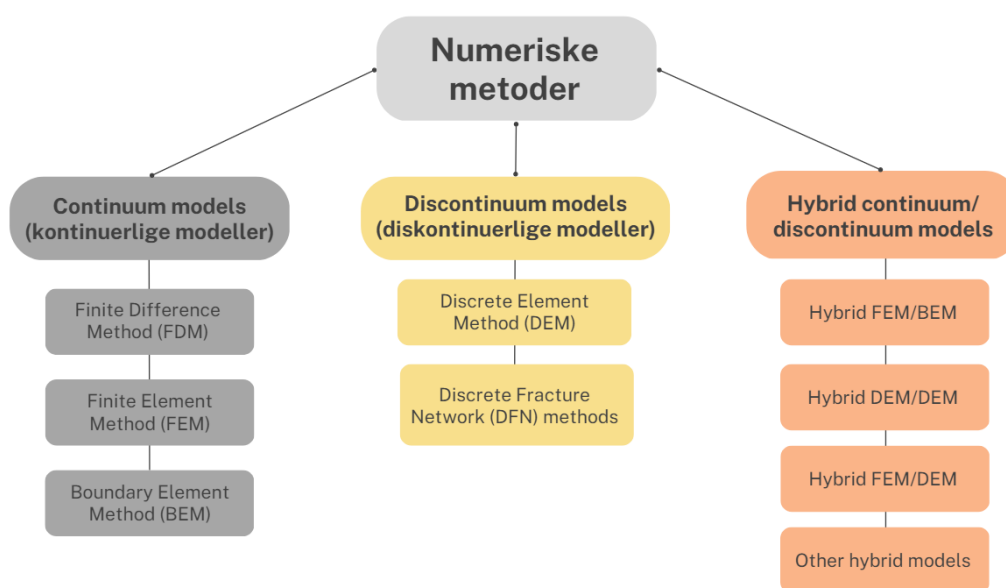 Numeriske
metoder
Continuum models
(kontinuerlige modeller)
Finite Difference
Method (FDM)
Finite Element
Method (FEM)
Boundary Element
Method (BEM)
Discontinuum models
(diskontinuerlige modeller)
Discrete Element
Method (DEM)
Discrete Fracture
Network (DFN) methods
Hybrid continuum/
discontinuum models
Hybrid FEM/BEM
Hybrid DEM/DEM
Hybrid FEM/DEM
Other hybrid models